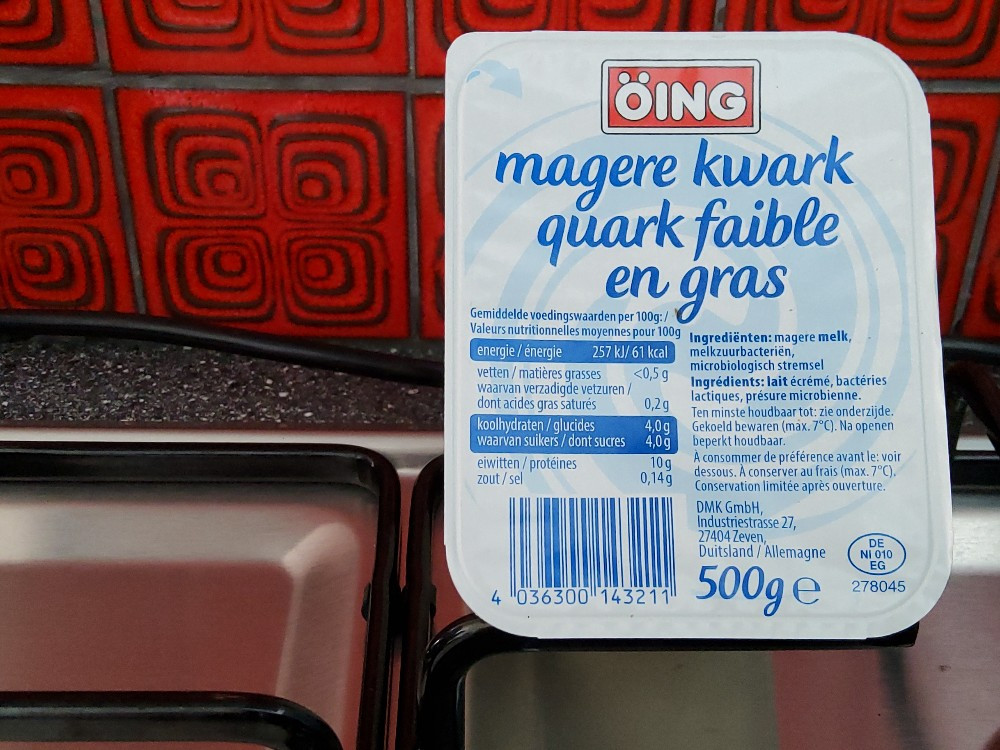 ÖING
magere kwark
quark faible
en gras
Gemiddelde voedingswaarden per 100g: /
Valeurs nutritionnelles moyennes pour 100g
energie / énergie 257 kJ/ 61 kcal
vetten / matières grasses <0,5 g
waarvan verzadigde vetzuren /
dont acides gras saturés 0,2 g
koolhydraten / glucides 4,0 g
waarvan suikers / dont sucres 4,0 g
eiwitten / protéines 10 g
zout / sel 0,14 g
Ingrediënten: magere melk,
melkzuurbacteriën,
microbiologisch stremsel
Ingrédients: lait écrémé, bactéries
lactiques, présure microbienne.
Ten minste houdbaar tot: zie onderzijde.
Gekoeld bewaren (max. 7°C). Na openen
beperkt houdbaar.
A consommer de préférence avant le: voir
dessous. À conserver au frais (max. 7°C).
Conservation limitée après ouverture.
DMK GmbH,
Industriestrasse 27,
27404 Zeven,
Duitsland / Allemagne
500g e
DE
NI 010
EG
278045
4 036300 143211